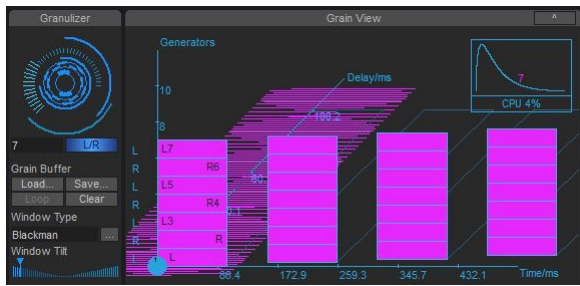 Granulizer
Grain View
^
7
L/R
Grain Buffer
Load...
Save...
Loop
Clear
Window Type
Blackman
...
Window Tilt
Generators
10
8
Delay/ms
7
CPU 4%
L
R
L
R
L
R
L
L7
R6
L5
R4
L3
R
L
172.9
259.3
345.7
432.1
Time/ms